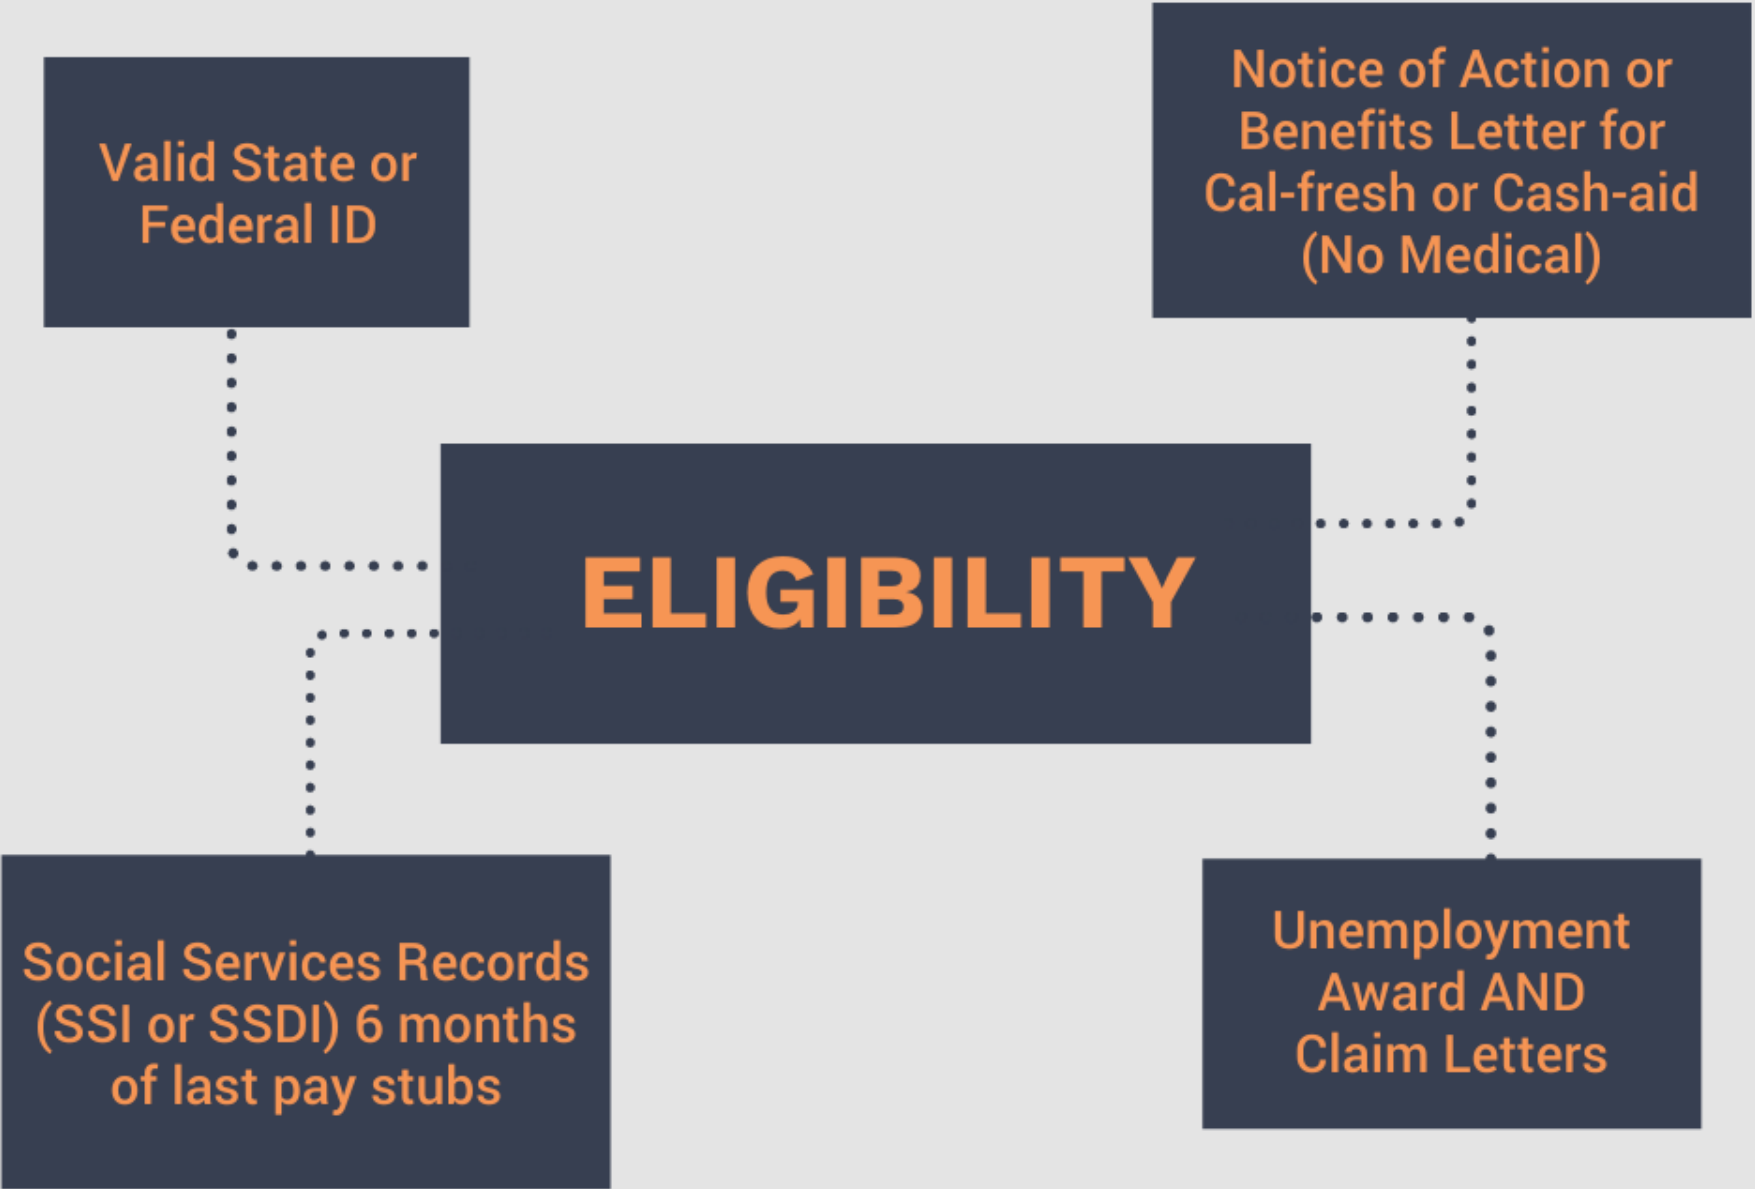 Valid State or
Federal ID
Notice of Action or
Benefits Letter for
Cal-fresh or Cash-aid
(No Medical)
ELIGIBILITY
Social Services Records
(SSI or SSDI) 6 months
of last pay stubs
Unemployment
Award AND
Claim Letters